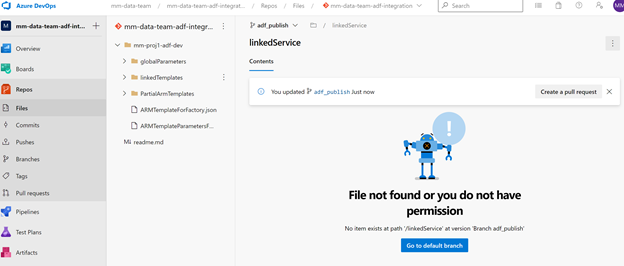 Azure DevOps
mm-data-team / mm-data-team-adf-integrat... / Repos / Files / mm-data-team-adf-integration
Search
MM
M mm-data-team-adf-int...
Overview
Boards
Repos
Files
Commits
Pushes
Branches
Tags
Pull requests
Pipelines
Test Plans
Artifacts
mm-data-team-adf-integr...
mm-proj1-adf-dev
globalParameters
linkedTemplates
PartialArmTemplates
ARMTemplateForFactory.json
ARMTemplateParametersF...
readme.md
adf_publish
/ linkedService
linkedService
Contents
You updated adf_publish Just now
Create a pull request
File not found or you do not have
permission
No item exists at path '/linkedService' at version 'Branch adf_publish'
Go to default branch